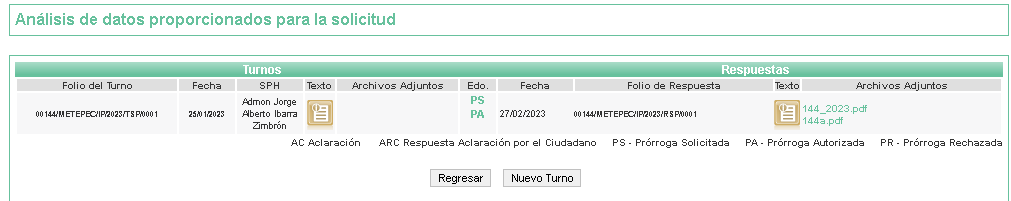 Análisis de datos proporcionados para la solicitud
Turnos Respuestas
Folio del Turno Fecha SPH Texto Archivos Adjuntos Edo. Fecha Folio de Respuesta Texto Archivos Adjuntos
00144/METEPEC/IP/2023/TSP/0001 25/01/2023 Admon Jorge Alberto Ibarra Zimbrón PS PA 27/02/2023 00144/METEPEC/IP/2023/RSP/0001 144_2023.pdf 144a.pdf
AC Aclaración ARC Respuesta Aclaración por el Ciudadano PS - Prórroga Solicitada PA - Prórroga Autorizada PR - Prórroga Rechazada
Regresar Nuevo Turno